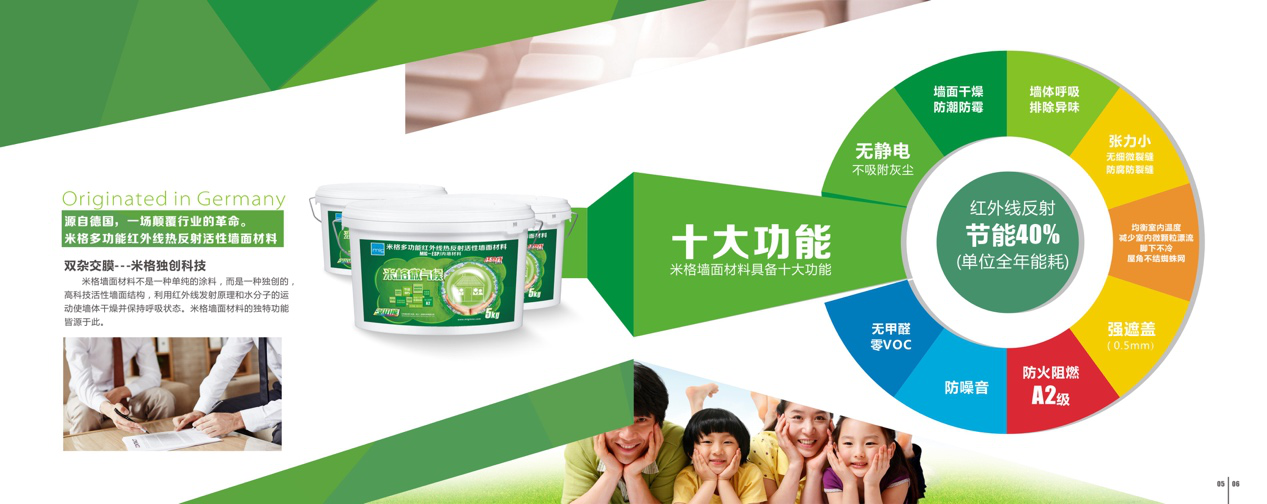 Originated in Germany
源自德国，一场颠覆行业的革命。
米格多功能红外线热反射活性墙面材料
双杂交膜---米格独创科技
米格墙面材料不是一种单纯的涂料，而是一种独创的，
高科技活性墙面结构，利用红外线发射原理和水分子的运
动使墙体干燥并保持呼吸状态。米格墙面材料的独特功能
皆源于此。
米格多功能红外线热反射活性墙面材料
米格微气候
5kg
5kg
十大功能
米格墙面材料具备十大功能
红外线反射
节能40%
(单位全年能耗)
无静电
不吸附灰尘
墙面干燥
防潮防霉
墙体呼吸
排除异味
张力小
无细微裂缝
防腐防裂缝
均衡室内温度
减少室内微颗粒漂流
脚下不冷
屋角不结蜘蛛网
强遮盖
(0.5mm)
防火阻燃
A2级
防噪音
无甲醛
零VOC
05 06